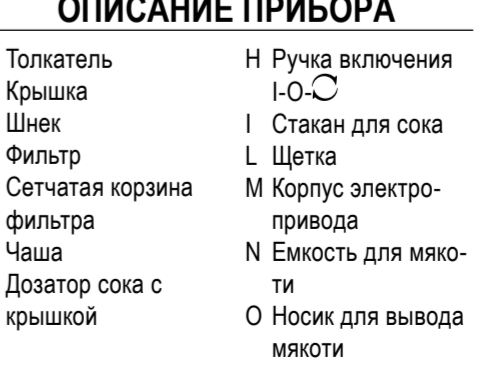 ОПИСАНИЕ ПРИБОРА
Толкатель
Крышка
Шнек
Фильтр
Сетчатая корзина
фильтра
Чаша
Дозатор сока с
крышкой
H Ручка включения
I-O-
I Стакан для сока
L Щетка
M Корпус электро-
привода
N Емкость для мяко-
ти
O Носик для вывода
мякоти